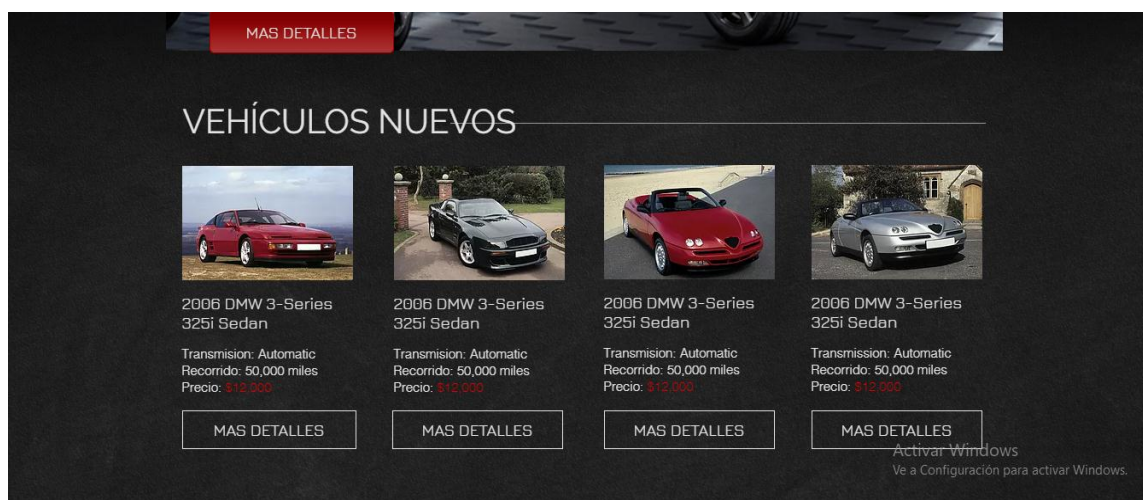 MAS DETALLES
VEHÍCULOS NUEVOS
2006 DMW 3-Series
325i Sedan
Transmision: Automatic
Recorrido: 50,000 miles
Precio: $12,000
MAS DETALLES
2006 DMW 3-Series
325i Sedan
Transmision: Automatic
Recorrido: 50,000 miles
Precio: $12,000
MAS DETALLES
2006 DMW 3-Series
325i Sedan
Transmision: Automatic
Recorrido: 50,000 miles
Precio: $12,000
MAS DETALLES
2006 DMW 3-Series
325i Sedan
Transmission: Automatic
Recorrido: 50,000 miles
Precio: $12,000
MAS DETALLES
Activar Windows
Ve a Configuración para activar Windows.